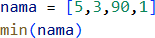 nama = [5,3,90,1]
min(nama)